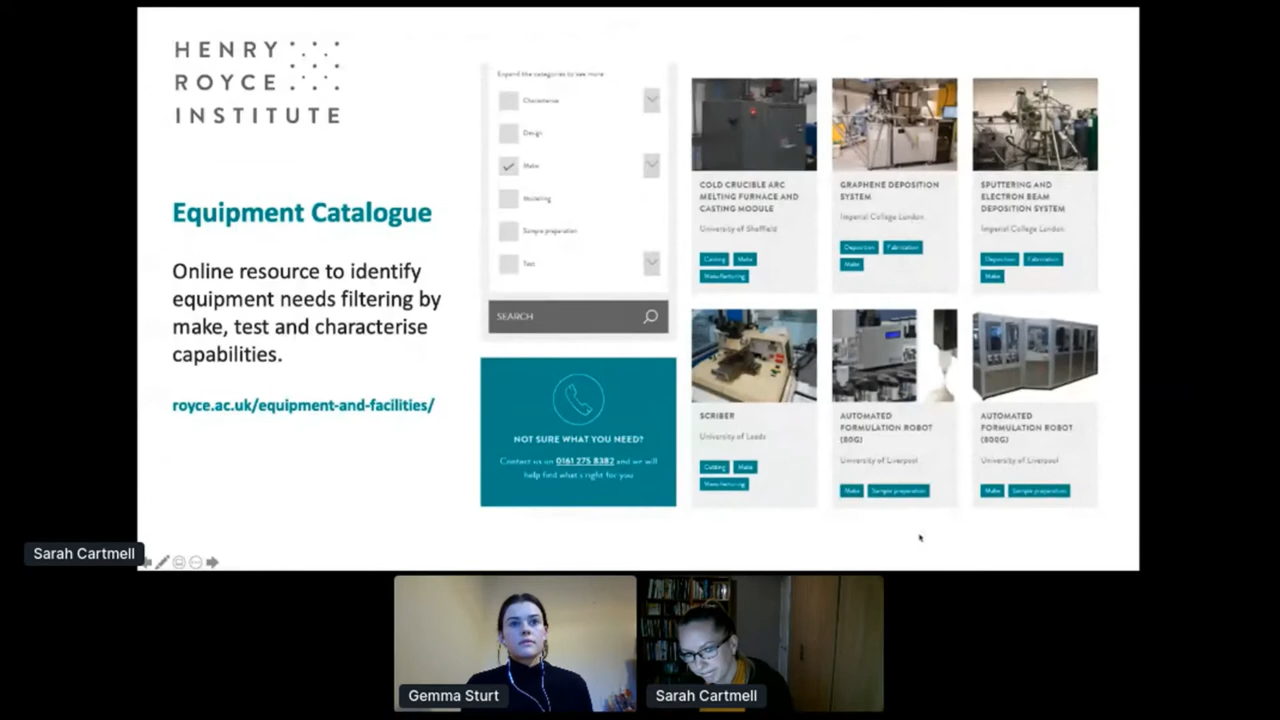 HENRY
ROYCE
INSTITUTE
Equipment Catalogue
Online resource to identify
equipment needs filtering by
make, test and characterise
capabilities.
royce.ac.uk/equipment-and-facilities/
Expand the categories to see more
Characterise
Design
Make
Modelling
Sample preparation
Test
SEARCH
NOT SURE WHAT YOU NEED?
Contact us on 0161 275 8382 and we will
help find what's right for you
COLD CRUCIBLE ARC
MELTING FURNACE AND
CASTING MODULE
University of Sheffield
Casting Make
Manufacturing
GRAPHENE DEPOSITION
SYSTEM
Imperial College London
Deposition Fabrication
Make
SPUTTERING AND
ELECTRON BEAM
DEPOSITION SYSTEM
Imperial College London
Deposition Fabrication
Make
SCRIBER
University of Leeds
Cutting Make
Manufacturing
AUTOMATED
FORMULATION ROBOT
(80G)
University of Liverpool
Make Sample preparation
AUTOMATED
FORMULATION ROBOT
(800G)
University of Liverpool
Make Sample preparation
Sarah Cartmell
Gemma Sturt
Sarah Cartmell